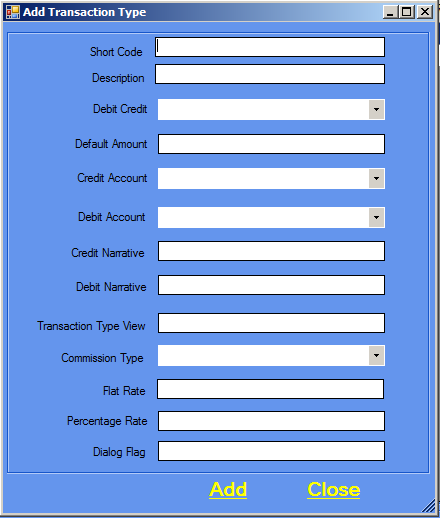 Add Transaction Type
Short Code
Description
Debit Credit
Default Amount
Credit Account
Debit Account
Credit Narrative
Debit Narrative
Transaction Type View
Commission Type
Flat Rate
Percentage Rate
Dialog Flag
Add Close